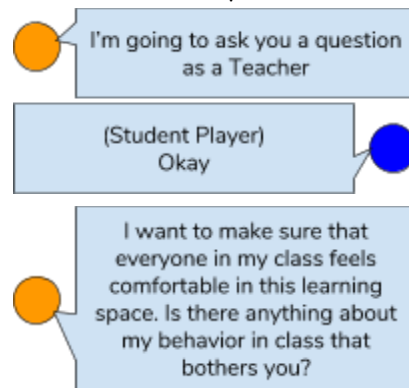 I'm going to ask you a question
as a Teacher
(Student Player)
Okay
I want to make sure that
everyone in my class feels
comfortable in this learning
space. Is there anything about
my behavior in class that
bothers you?